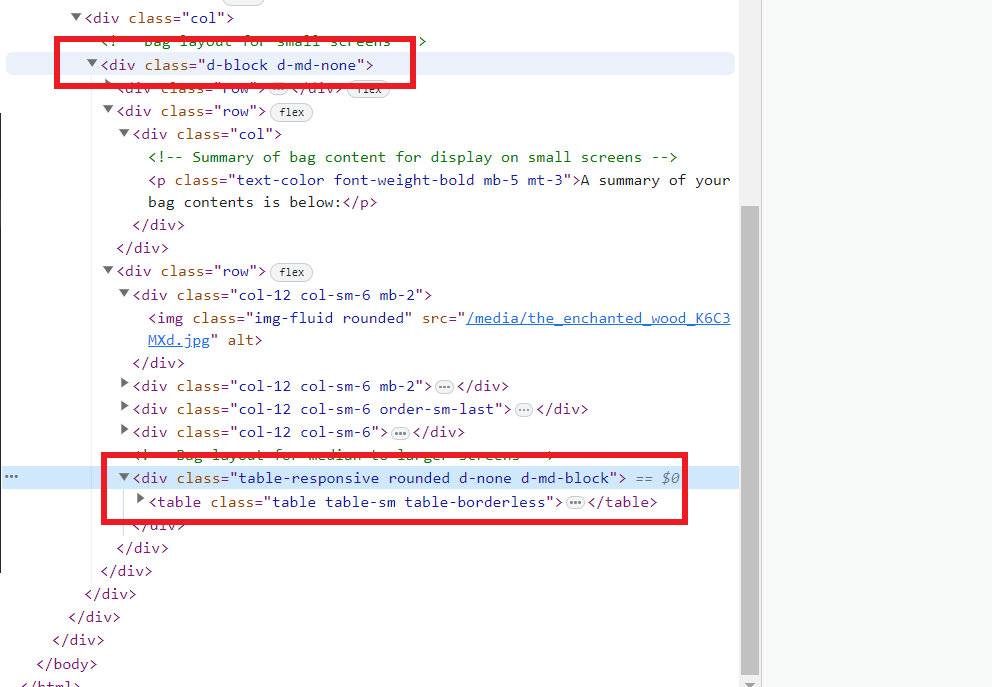 <div class="col">
<!-- bag layout for small screens -->
<div class="d-block d-md-none">
<div class="row"> … </div> flex
<div class="row"> flex
<div class="col">
<!-- Summary of bag content for display on small screens -->
<p class="text-color font-weight-bold mb-5 mt-3">A summary of your
bag contents is below:</p>
</div>
</div>
<div class="row"> flex
<div class="col-12 col-sm-6 mb-2">
<img class="img-fluid rounded" src="/media/the_enchanted_wood_K6C3
MXd.jpg" alt>
</div>
<div class="col-12 col-sm-6 mb-2"> … </div>
<div class="col-12 col-sm-6 order-sm-last"> … </div>
<div class="col-12 col-sm-6"> … </div>
<!-- Bag layout for median to larger screens -->
<div class="table-responsive rounded d-none d-md-block"> == $0
<table class="table table-sm table-borderless"> … </table>
</div>
</div>
</div>
</div>
</div>
</div>
</body>
</html>